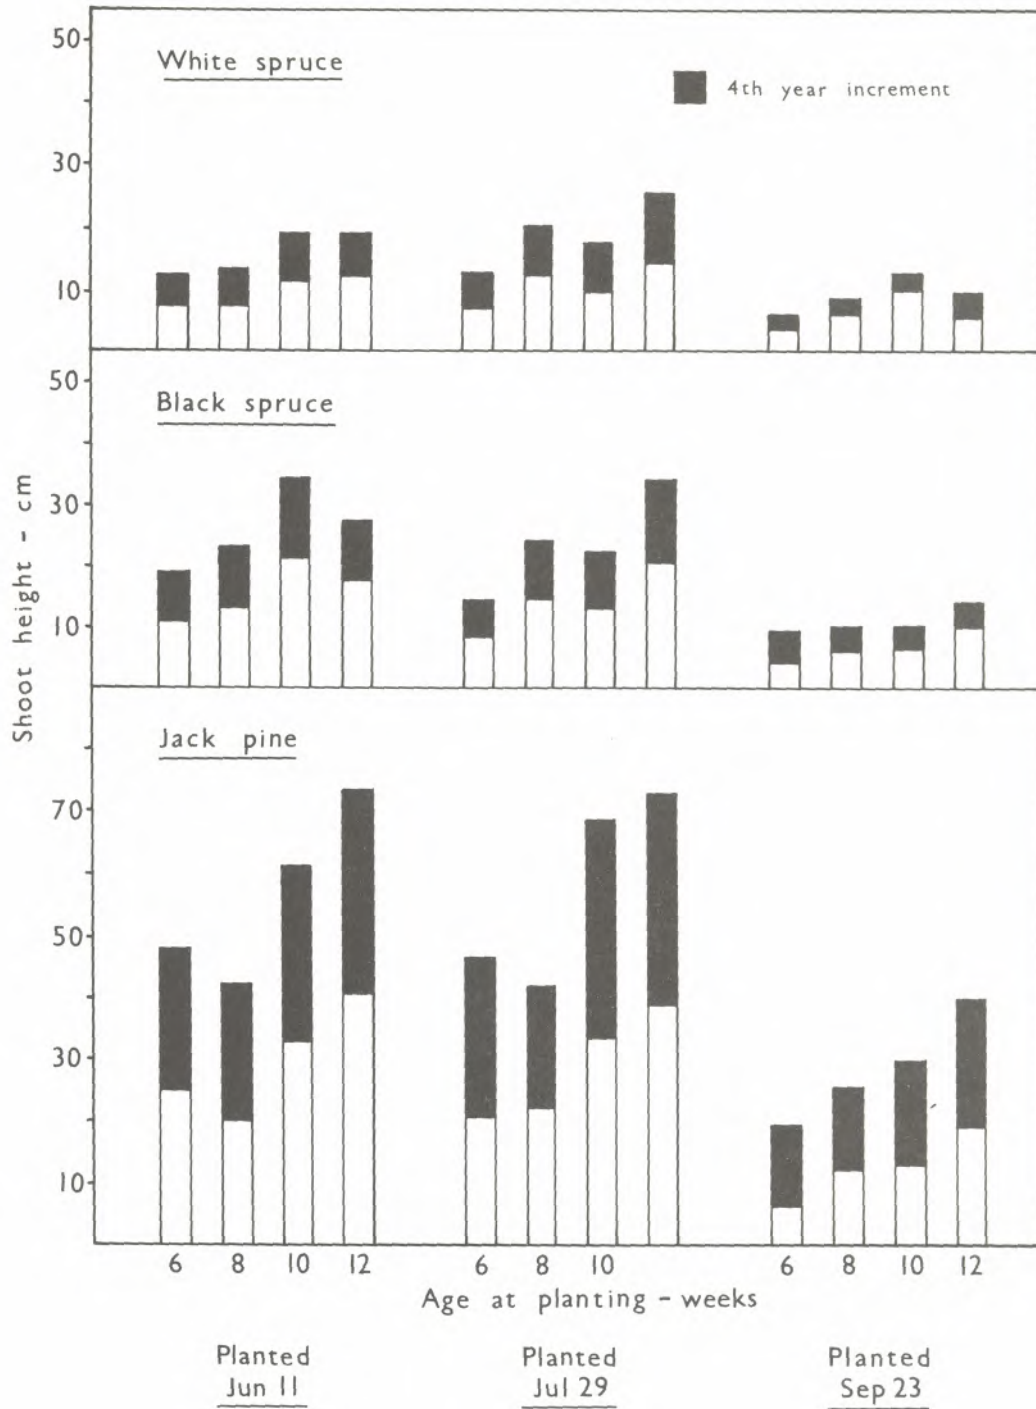 50
White spruce
4th year increment
30
10
50
Black spruce
30
10
Shoot height - cm
Jack pine
70
50
30
10
6 8 10 12 6 8 10 6 8 10 12
Age at planting - weeks
Planted Planted Planted
Jun 11 Jul 29 Sep 23